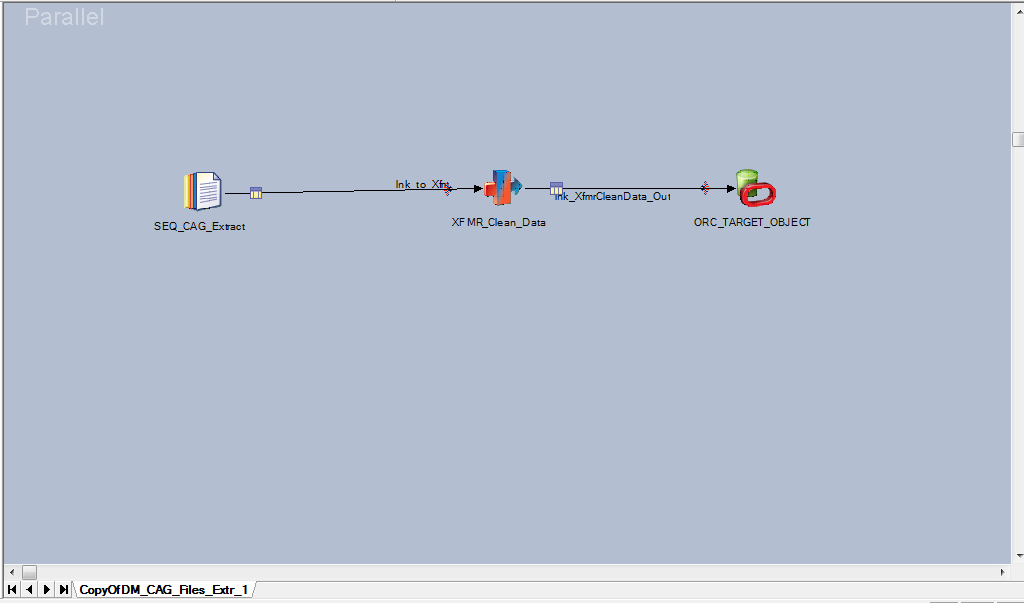 Parallel
lnk_to_Xfm
lnk_XfmrCleanData_Out
SEQ_CAG_Extract
XFMR_Clean_Data
ORC_TARGET_OBJECT
CopyOfDM_CAG_Files_Extr_1